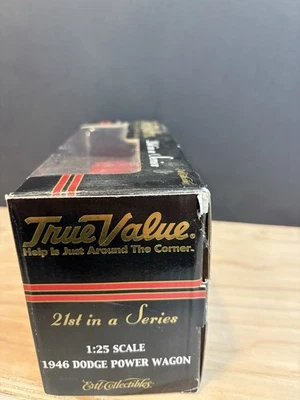 True Value.
Help Is Just Around The Corner.
21st in a Series
1:25 SCALE
1946 DODGE POWER WAGON
Ertl Collectibles